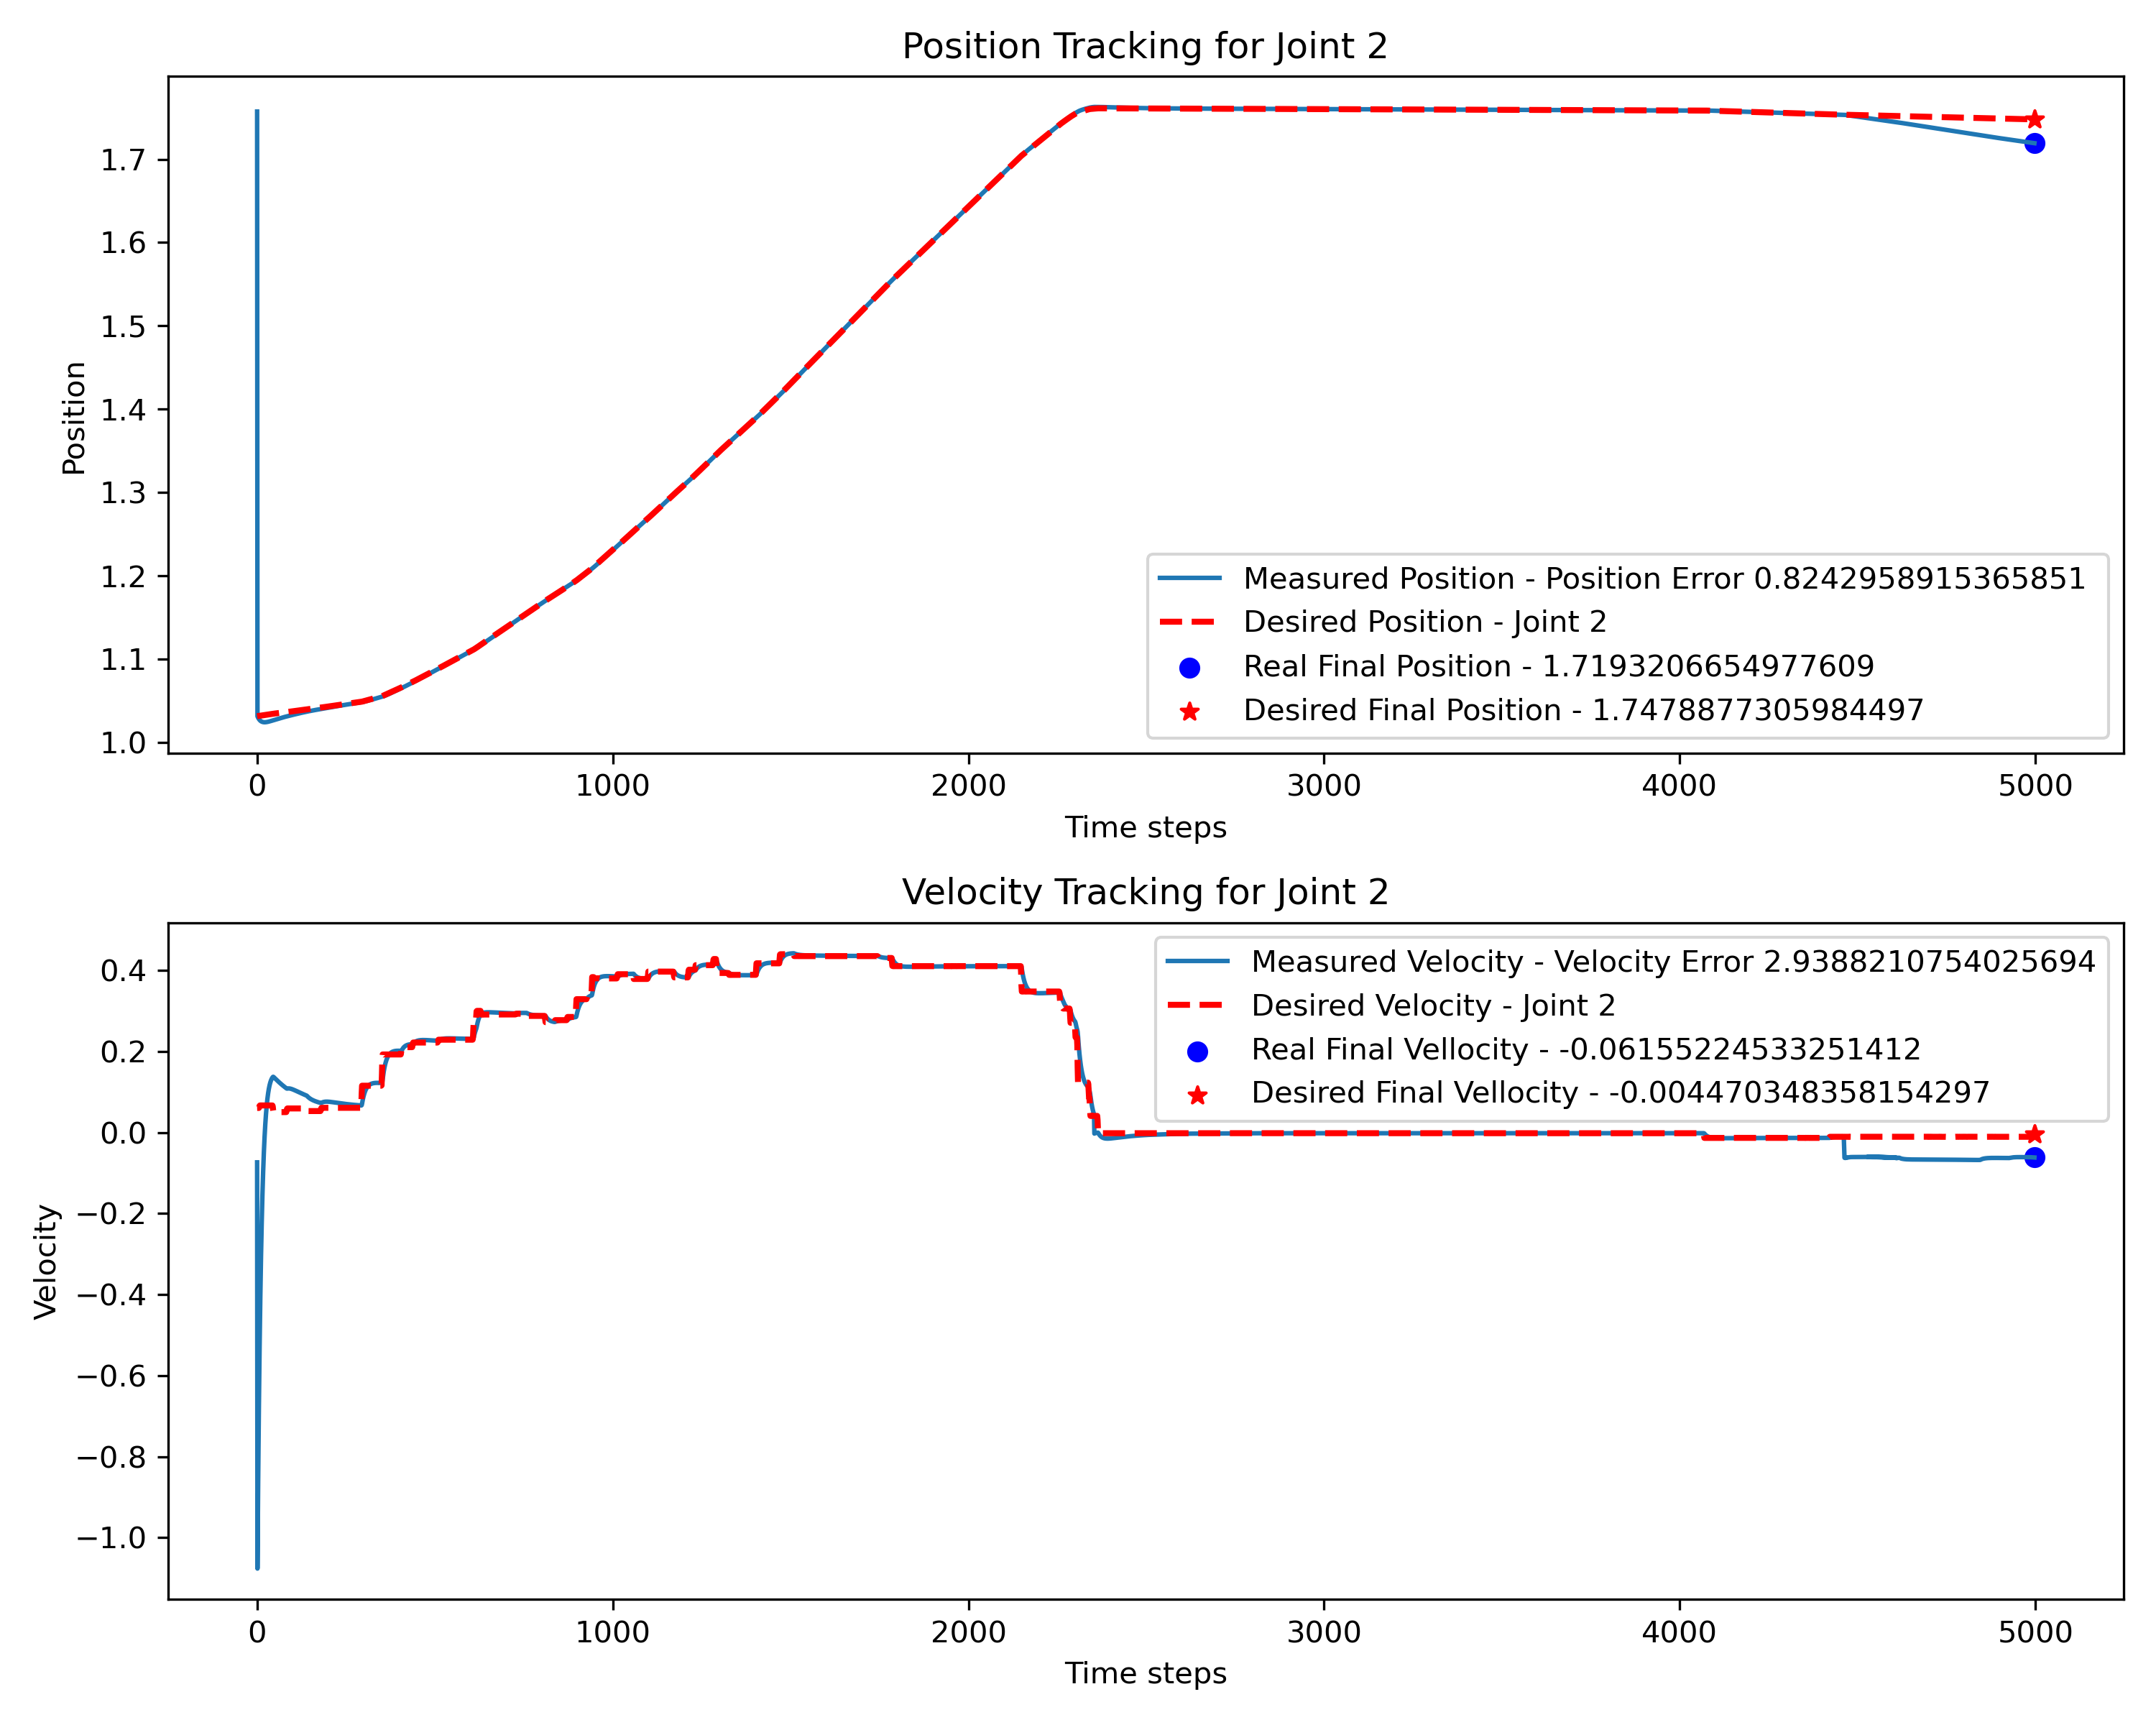 Position Tracking for Joint 2
Position
1.7
1.6
1.5
1.4
1.3
1.2
1.1
1.0
Measured Position - Position Error 0.8242958915365851
Desired Position - Joint 2
Real Final Position - 1.7193206654977609
Desired Final Position - 1.7478877305984497
0 1000 2000 3000 4000 5000
Time steps
Velocity Tracking for Joint 2
Velocity
0.4
0.2
0.0
−0.2
−0.4
−0.6
−0.8
−1.0
Measured Velocity - Velocity Error 2.9388210754025694
Desired Velocity - Joint 2
Real Final Vellocity - -0.06155224533251412
Desired Final Vellocity - -0.004470348358154297
0 1000 2000 3000 4000 5000
Time steps